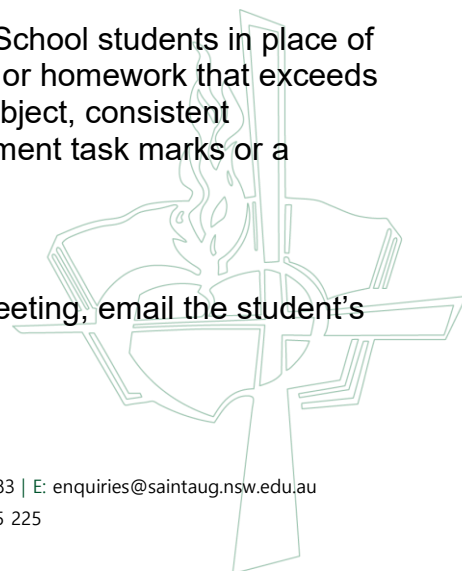 School students in place of
or homework that exceeds
bject, consistent
ment task marks or a
eeting, email the student's
33 | E: enquiries@saintaug.nsw.edu.au
5 225